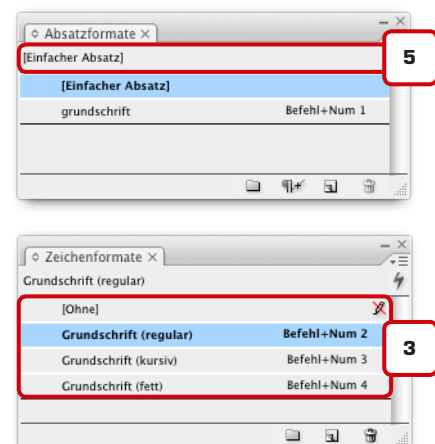 Absatzformate
[Einfacher Absatz]
5
[Einfacher Absatz]
grundschrift Befehl+Num 1
Zeichenformate
Grundschrift (regular)
[Ohne]
Grundschrift (regular) Befehl+Num 2
Grundschrift (kursiv) Befehl+Num 3
3
Grundschrift (fett) Befehl+Num 4